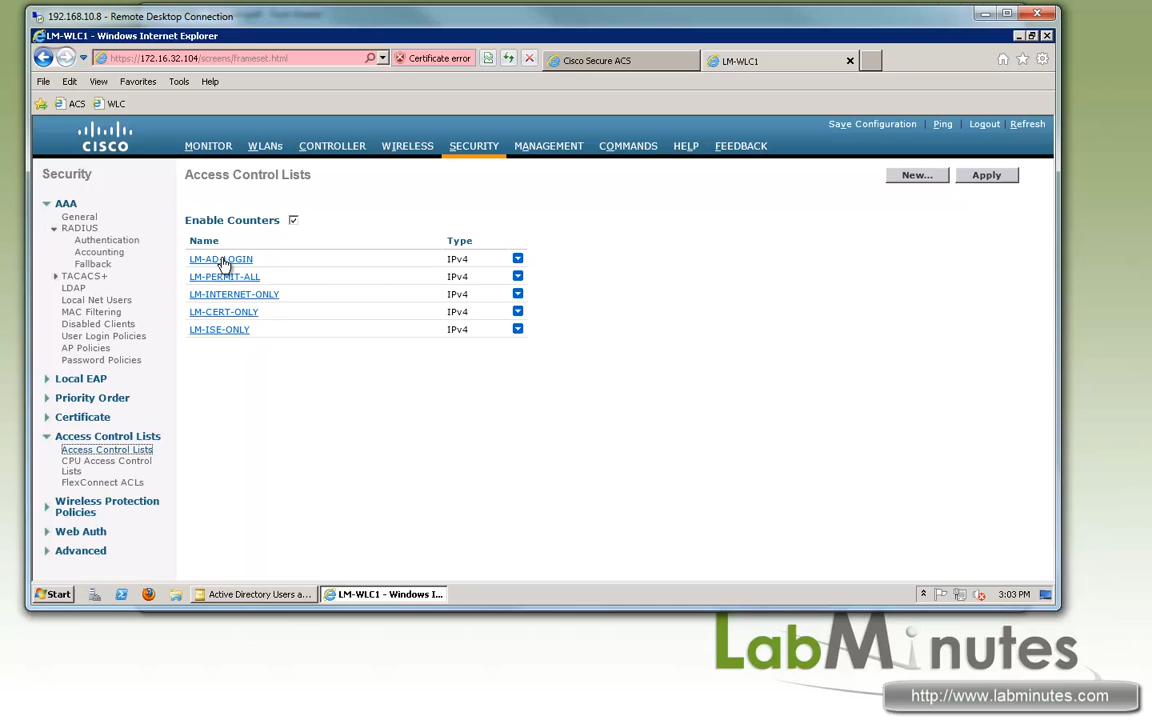 192.168.10.8 - Remote Desktop Connection
LM-WLC1 - Windows Internet Explorer
https://172.16.32.104/screens/frameset.html
Certificate error
Cisco Secure ACS
LM-WLC1
File Edit View Favorites Tools Help
ACS WLC
Save Configuration | Ping Logout | Refresh
CISCO
MONITOR WLANs CONTROLLER WIRELESS SECURITY MANAGEMENT COMMANDS HELP FEEDBACK
Security
AAA
General
RADIUS
Authentication
Accounting
Fallback
TACACS+
LDAP
Local Net Users
MAC Filtering
Disabled Clients
User Login Policies
AP Policies
Password Policies
Local EAP
Priority Order
Certificate
Access Control Lists
Access Control Lists
CPU Access Control
Lists
FlexConnect ACLs
Wireless Protection
Policies
Web Auth
Advanced
Access Control Lists
New... Apply
Enable Counters
Name Type
LM-AD-LOGIN IPv4
LM-PERMIT-ALL IPv4
LM-INTERNET-ONLY IPv4
LM-CERT-ONLY IPv4
LM-ISE-ONLY IPv4
Start
Active Directory Users a...
LM-WLC1 - Windows I...
3:03 PM
LabMinutes
http://www.labminutes.com